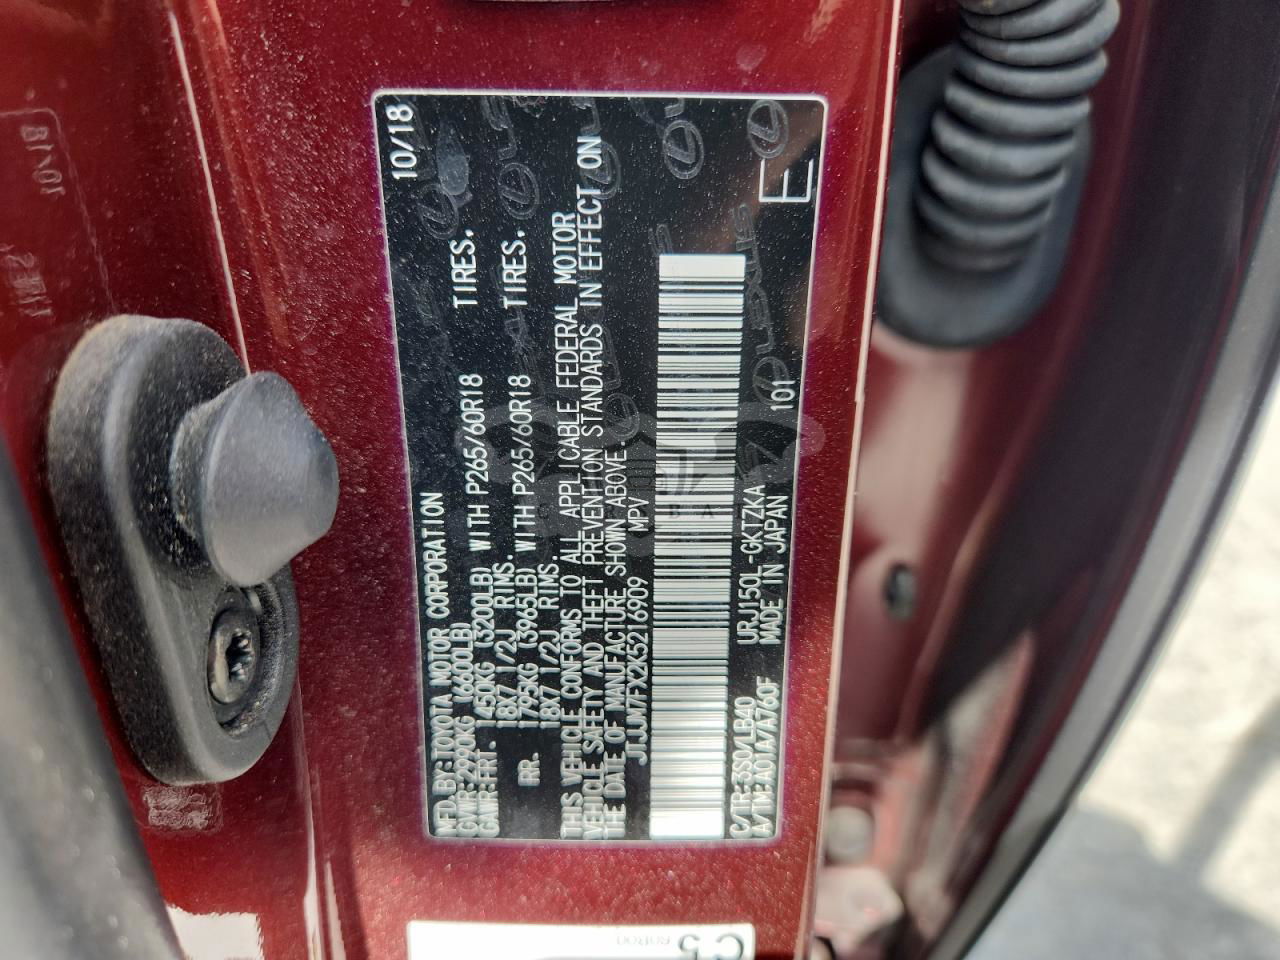 MFD. BY: TOYOTA MOTOR CORPORATION 10/18
GVWR: 2990KG (6600LB)
GAWR: FRT. 1450KG (3200LB) WITH P265/60R18 TIRES.
18X7 1/2J RIMS.
RR. 1795KG (3965LB) WITH P265/60R18 TIRES.
18X7 1/2J RIMS.
THIS VEHICLE CONFORMS TO ALL APPLICABLE FEDERAL MOTOR
VEHICLE SAFETY AND THEFT PREVENTION STANDARDS IN EFFECT ON
THE DATE OF MANUFACTURE SHOWN ABOVE.
JTJJM7FX2K5216909 MPV
C/TR: 3S0/LB40 URJ150L-GKTZKA 101
A/TM: A01A/A760F MADE IN JAPAN
E
C5